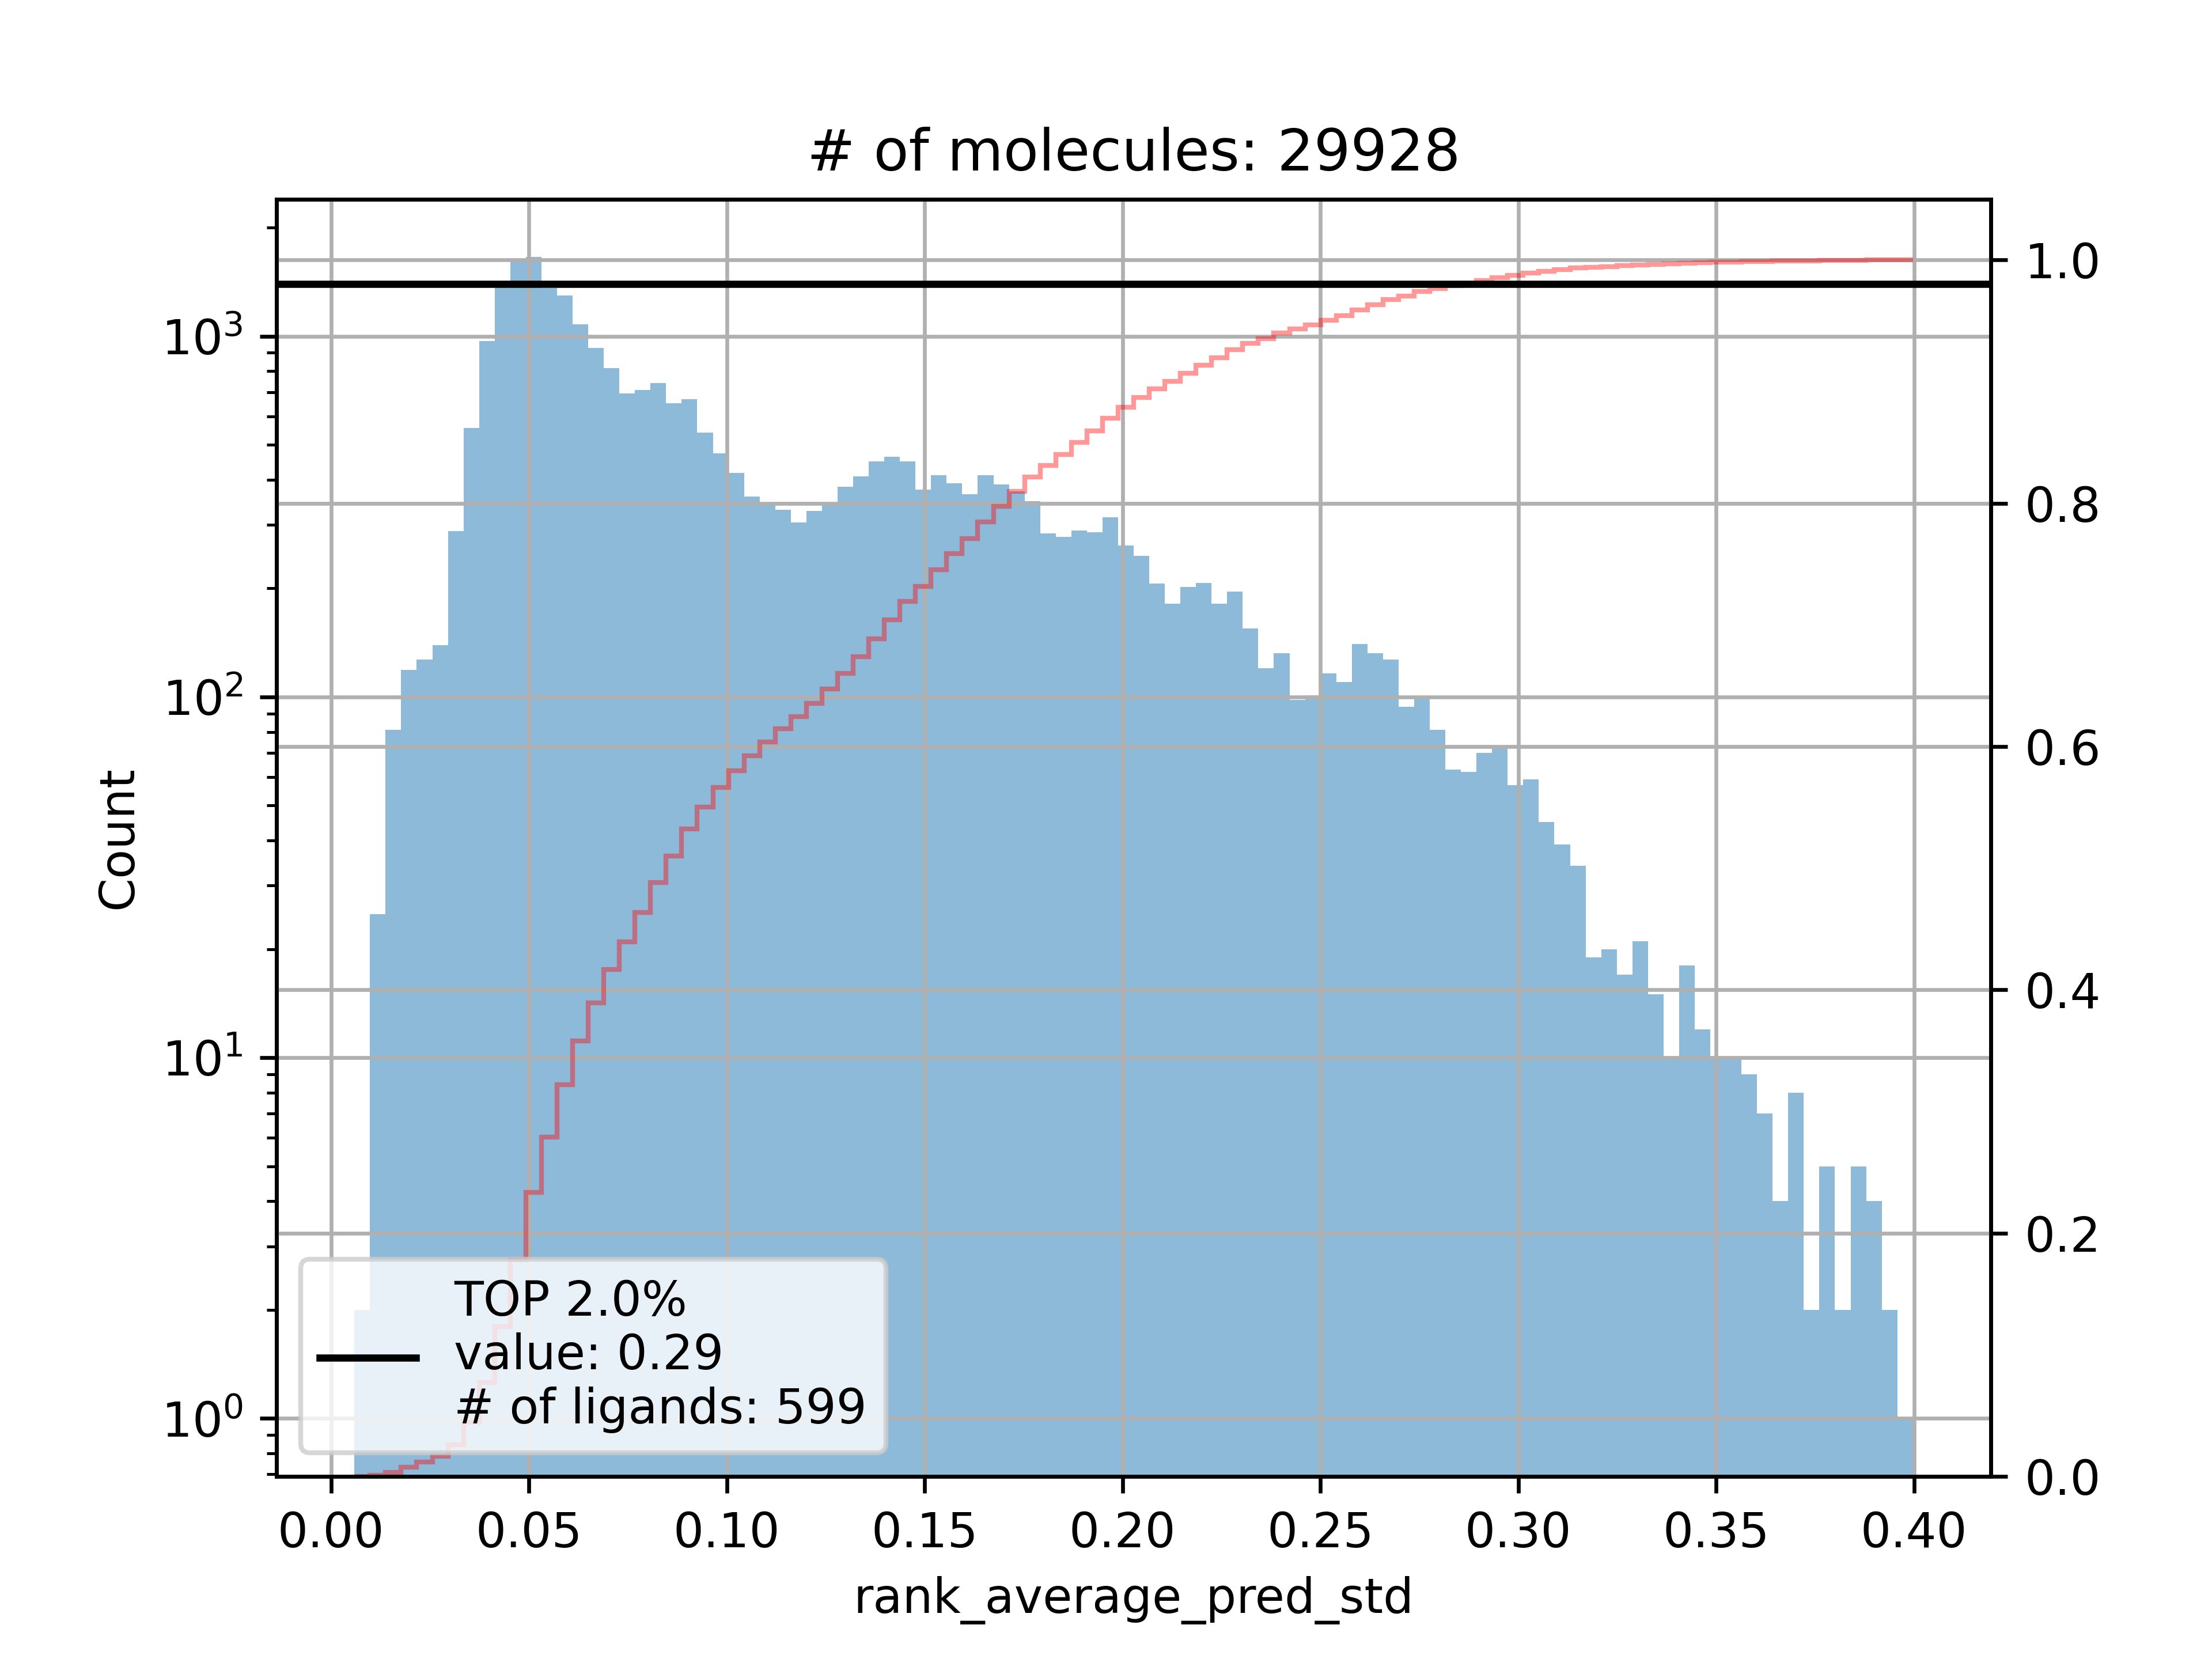 # of molecules: 29928
Count
10³
10²
10¹
10⁰
1.0
0.8
0.6
0.4
0.2
0.0
TOP 2.0%
value: 0.29
# of ligands: 599
0.00 0.05 0.10 0.15 0.20 0.25 0.30 0.35 0.40
rank_average_pred_std